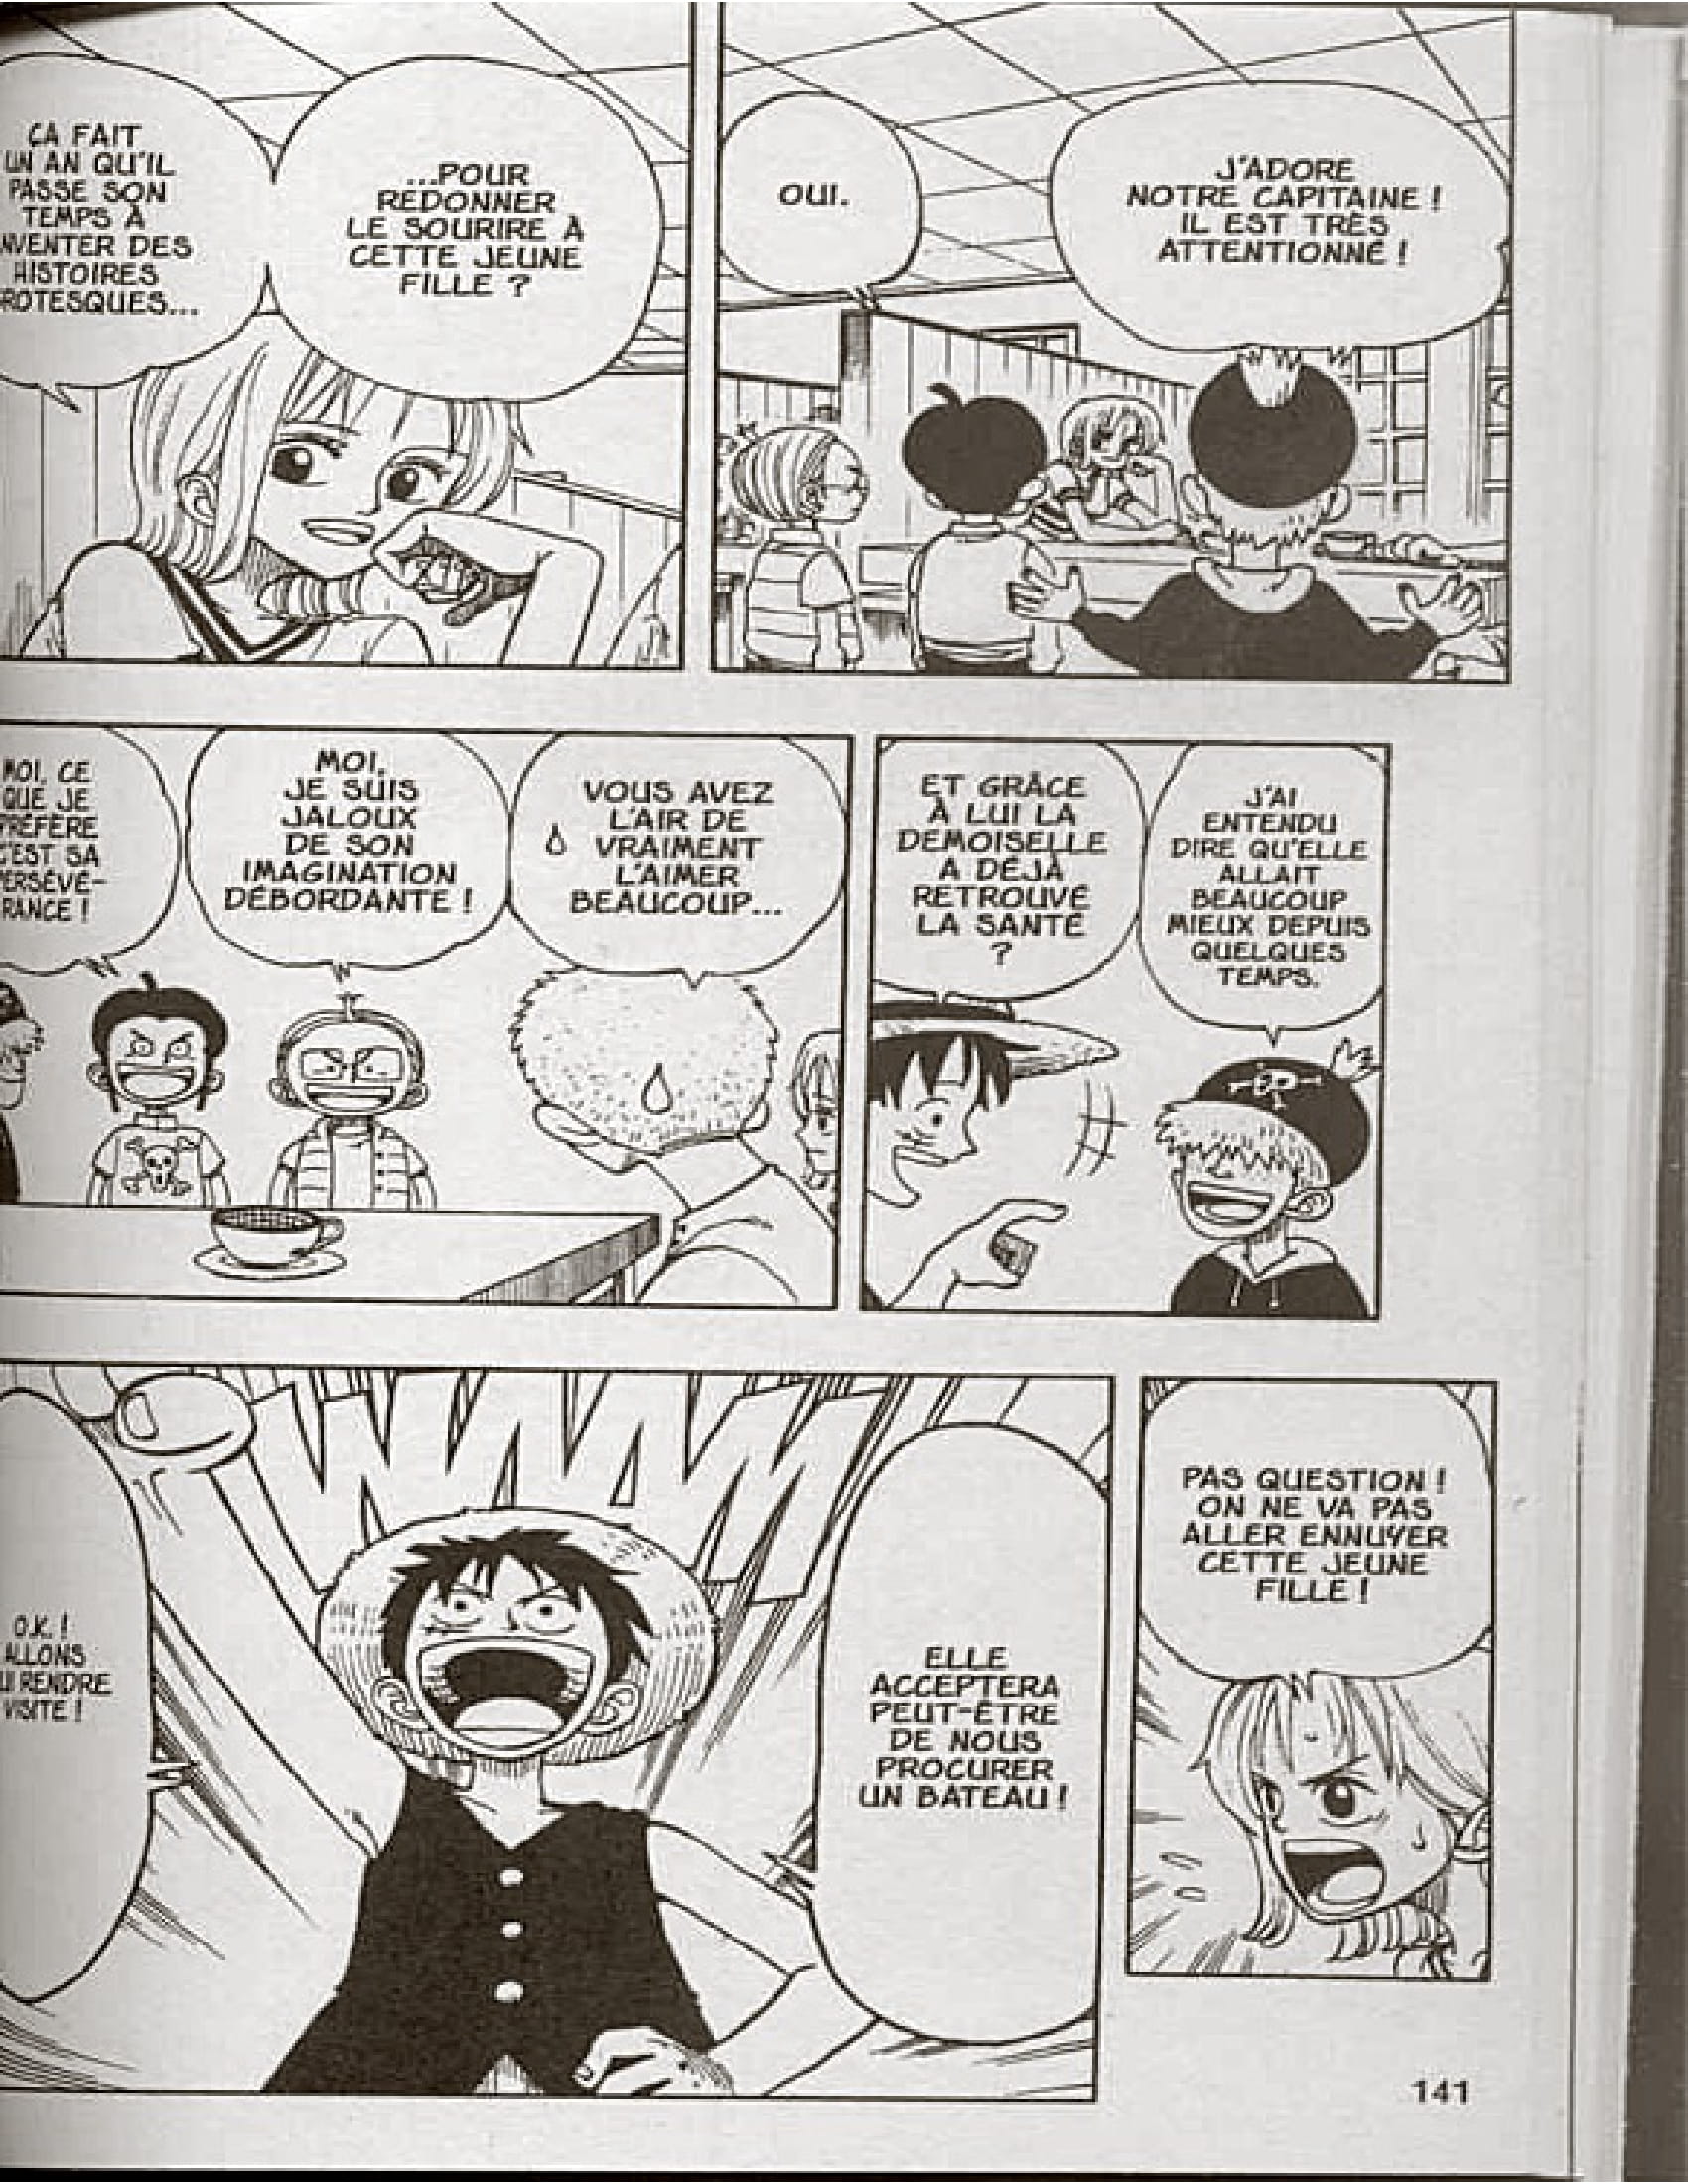 ÇA FAIT
UN AN QU'IL
PASSE SON
TEMPS À
NVENTER DES
HISTOIRES
ROTESQUES...
...POUR
REDONNER
LE SOURIRE À
CETTE JEUNE
FILLE ?
OUI.
J'ADORE
NOTRE CAPITAINE !
IL EST TRÈS
ATTENTIONNÉ !
MOI, CE
QUE JE
PRÉFÈRE
C'EST SA
PERSÉVÉ-
RANCE !
MOI,
JE SUIS
JALOUX
DE SON
IMAGINATION
DÉBORDANTE !
VOUS AVEZ
L'AIR DE
VRAIMENT
L'AIMER
BEAUCOUP...
ET GRÂCE
À LUI LA
DEMOISELLE
A DÉJÀ
RETROUVÉ
LA SANTÉ
?
J'AI
ENTENDU
DIRE QU'ELLE
ALLAIT
BEAUCOUP
MIEUX DEPUIS
QUELQUES
TEMPS.
O.K. !
ALLONS
UI RENDRE
VISITE !
ELLE
ACCEPTERA
PEUT-ÊTRE
DE NOUS
PROCURER
UN BATEAU !
PAS QUESTION !
ON NE VA PAS
ALLER ENNUYER
CETTE JEUNE
FILLE !
141